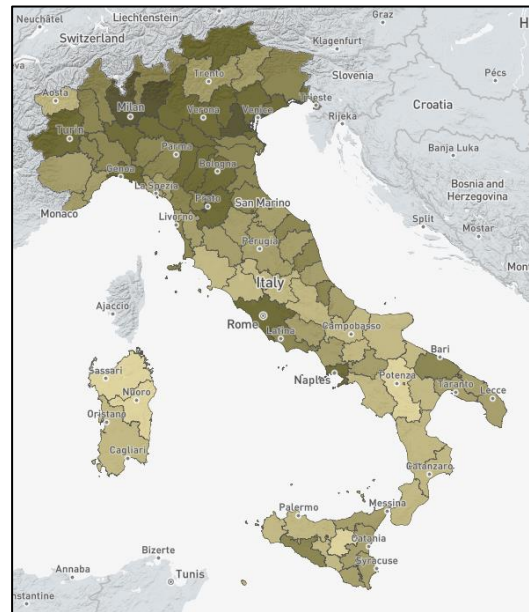 Neuchâtel
Liechtenstein
Graz
H
Switzerland
Klagenfurt
Slovenia
Pécs
Aosta
Trento
Trieste
Croatia
Milan
Verona
Venice
Rijeka
Turin
Parma
Banja Luka
Genoa
Bologna
La Spezia
Prato
San Marino
Bosnia and
Herzegovina
Monaco
Livorno
Split
Mostar
Perugia
Mont
Italy
Ajaccio
Rome
Latina
Campobasso
Bari
Naples
Potenza
Taranto
Lecce
Sassari
Nuoro
Oristano
Cagliari
Catanzaro
Messina
Palermo
Catania
Syracuse
Bizerte
Annaba
Tunis
nstantine